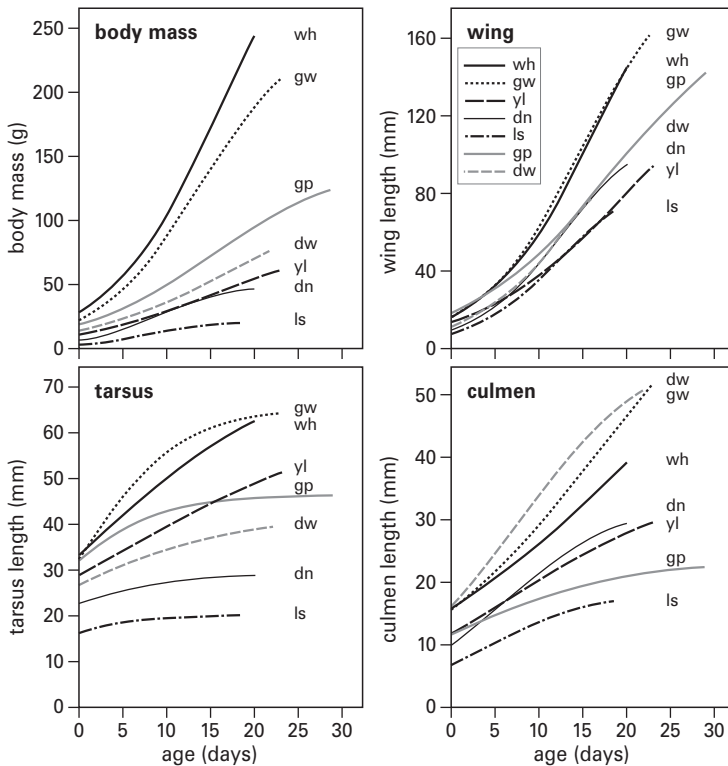 body mass
250
200
150
100
50
0
body mass (g)
wh
gw
gp
dw
yl
dn
ls
wing
160
120
80
40
0
wing length (mm)
wh
gw
yl
dn
ls
gp
dw
gw
wh
gp
dw
dn
yl
ls
tarsus
70
60
50
40
30
20
10
0
tarsus length (mm)
gw
wh
yl
gp
dw
dn
ls
0 5 10 15 20 25 30
age (days)
culmen
50
40
30
20
10
0
culmen length (mm)
dw
gw
wh
dn
yl
gp
ls
0 5 10 15 20 25 30
age (days)